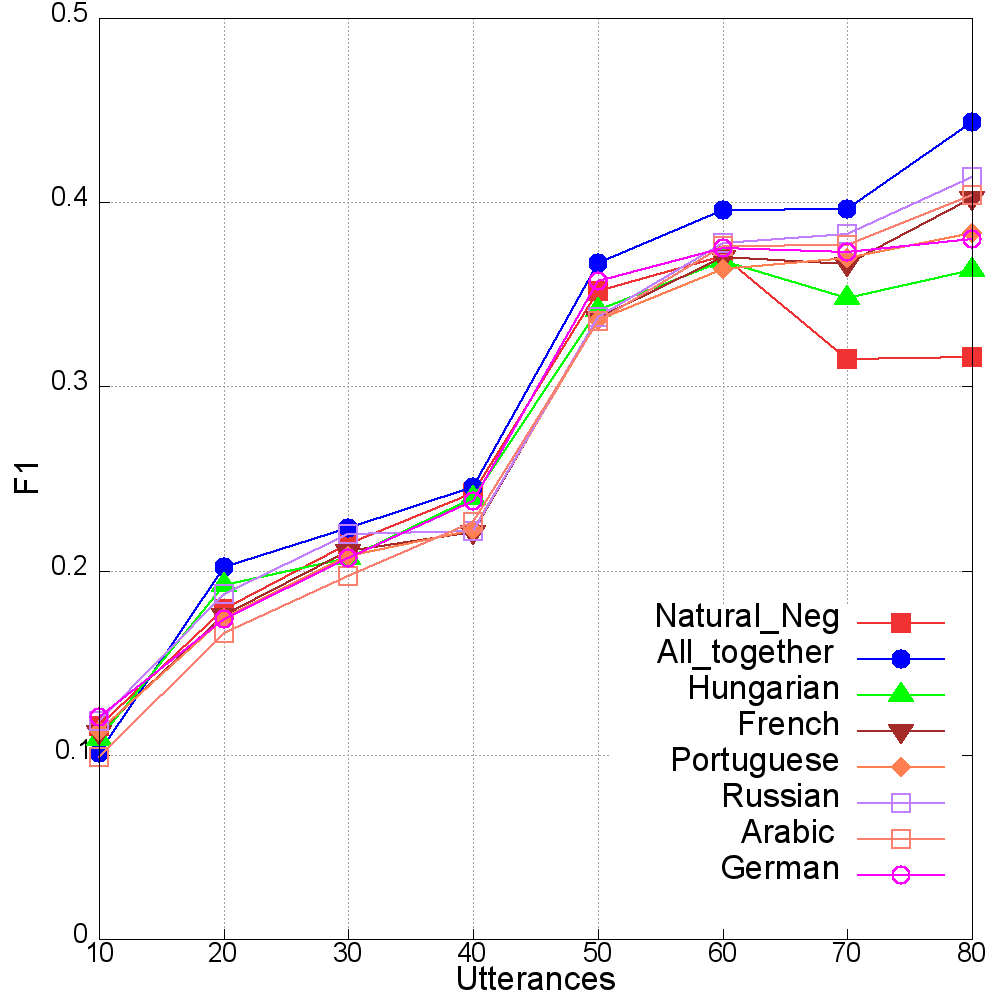 0.5
0.4
0.3
0.2
0.1
0
F1
10 20 30 40 50 60 70 80
Utterances
Natural_Neg
All_together
Hungarian
French
Portuguese
Russian
Arabic
German